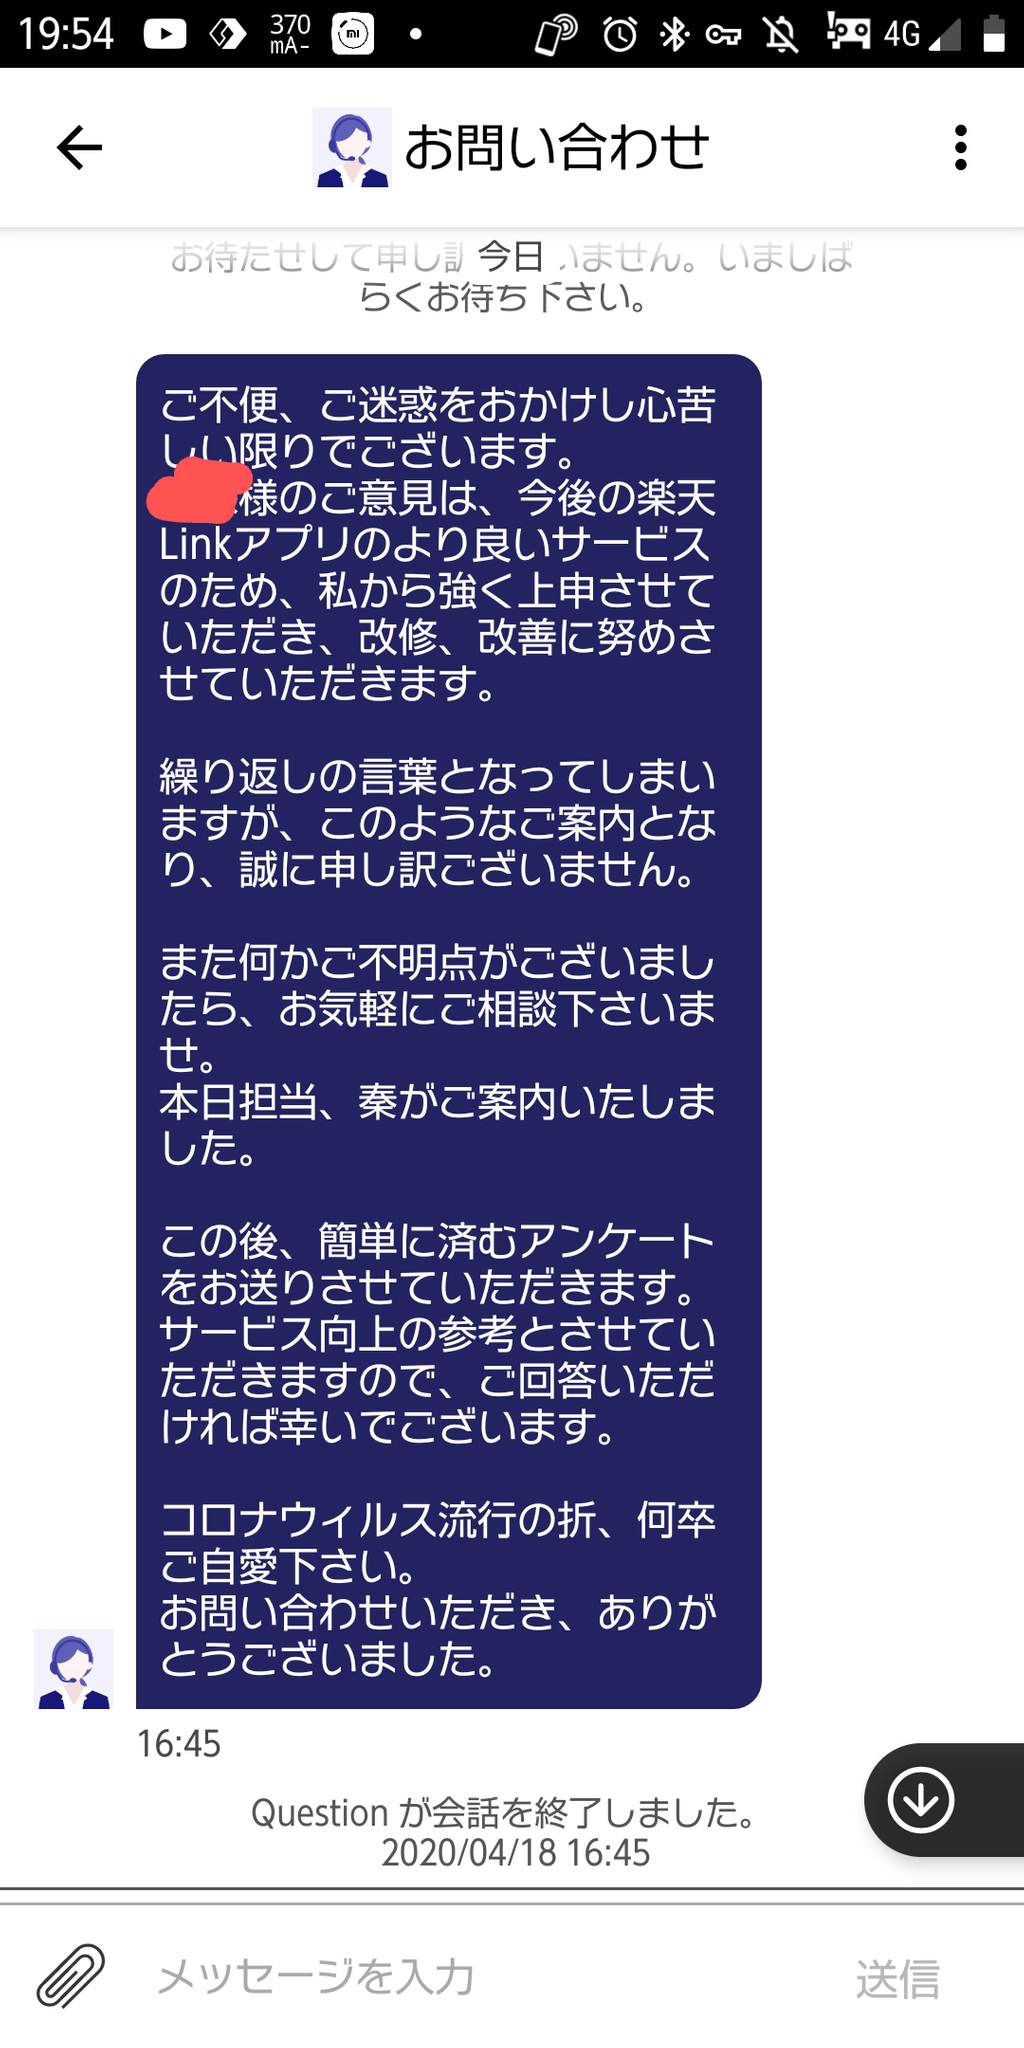 19:54
370
mA-
4G
お問い合わせ
お待たせして申し
今日
いません。いましば
らくお待ち下さい。
ご不便、ご迷惑をおかけし心苦
しい限りでございます。
様のご意見は、今後の楽天
Linkアプリのより良いサービス
のため、私から強く上申させて
いただき、改修、改善に努めさ
せていただきます。
繰り返しの言葉となってしまい
ますが、このようなご案内とな
り、誠に申し訳ございません。
また何かご不明点がございまし
たら、お気軽にご相談下さいま
せ。
本日担当、秦がご案内いたしま
した。
この後、簡単に済むアンケート
をお送りさせていただきます。
サービス向上の参考とさせてい
ただきますので、ご回答いただ
ければ幸いでございます。
コロナウィルス流行の折、何卒
ご自愛下さい。
お問い合わせいただき、ありが
とうございました。
16:45
Question が会話を終了しました。
2020/04/18 16:45
メッセージを入力
送信